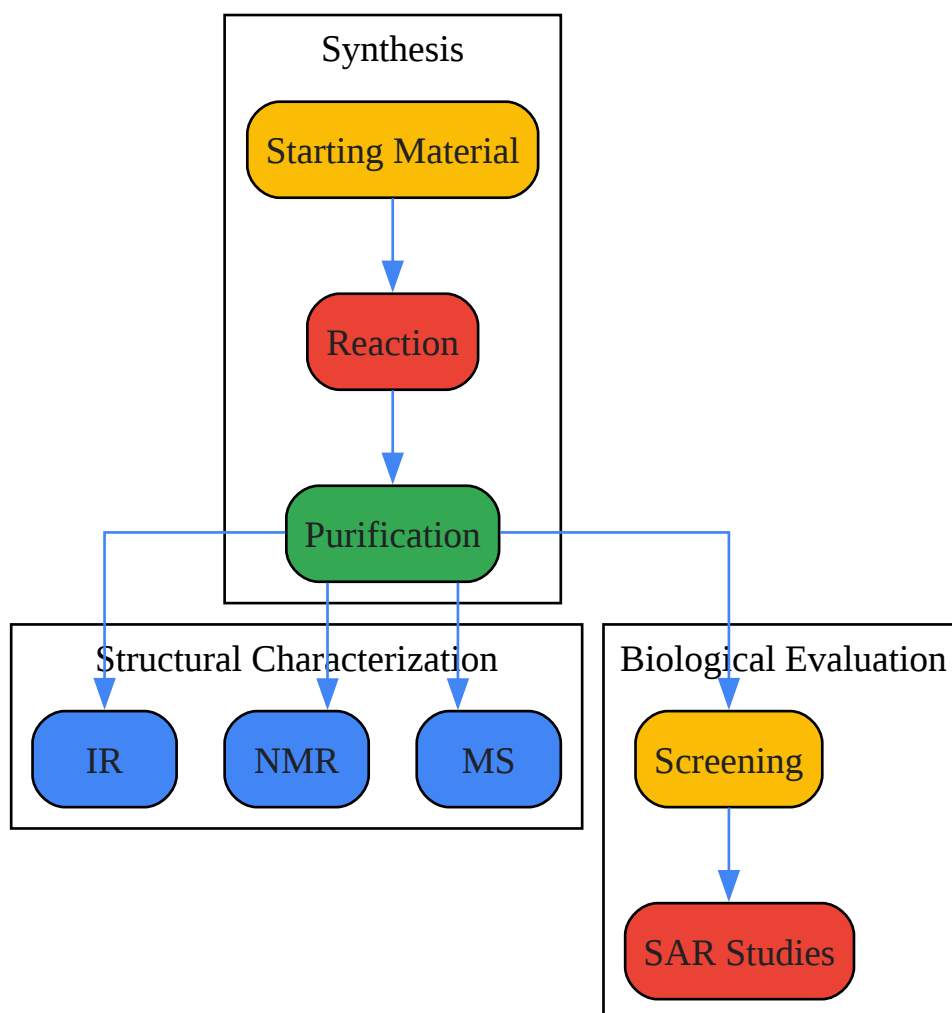 Synthesis
Starting Material
Reaction
Purification
Structural Characterization
IR
NMR
MS
Biological Evaluation
Screening
SAR Studies